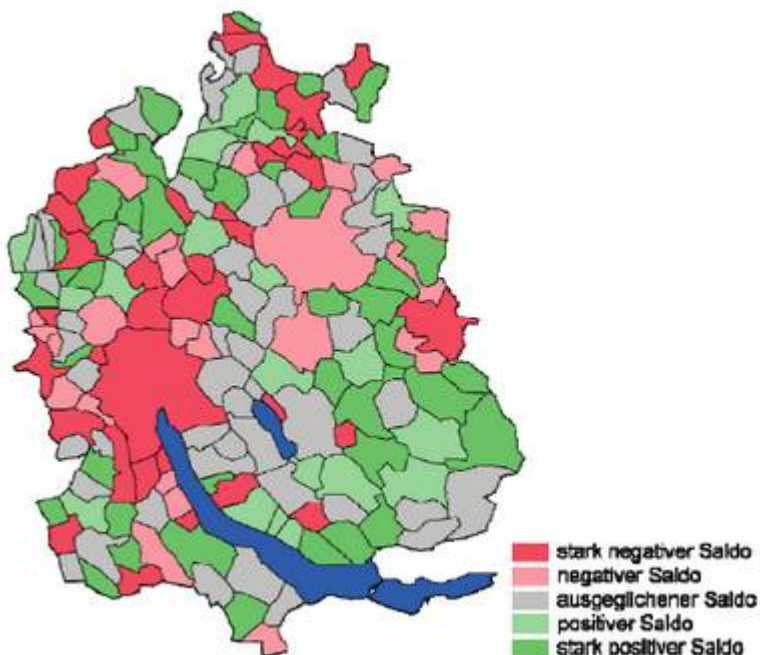 stark negativer Saldo
negativer Saldo
ausgeglichener Saldo
positiver Saldo
stark positiver Saldo